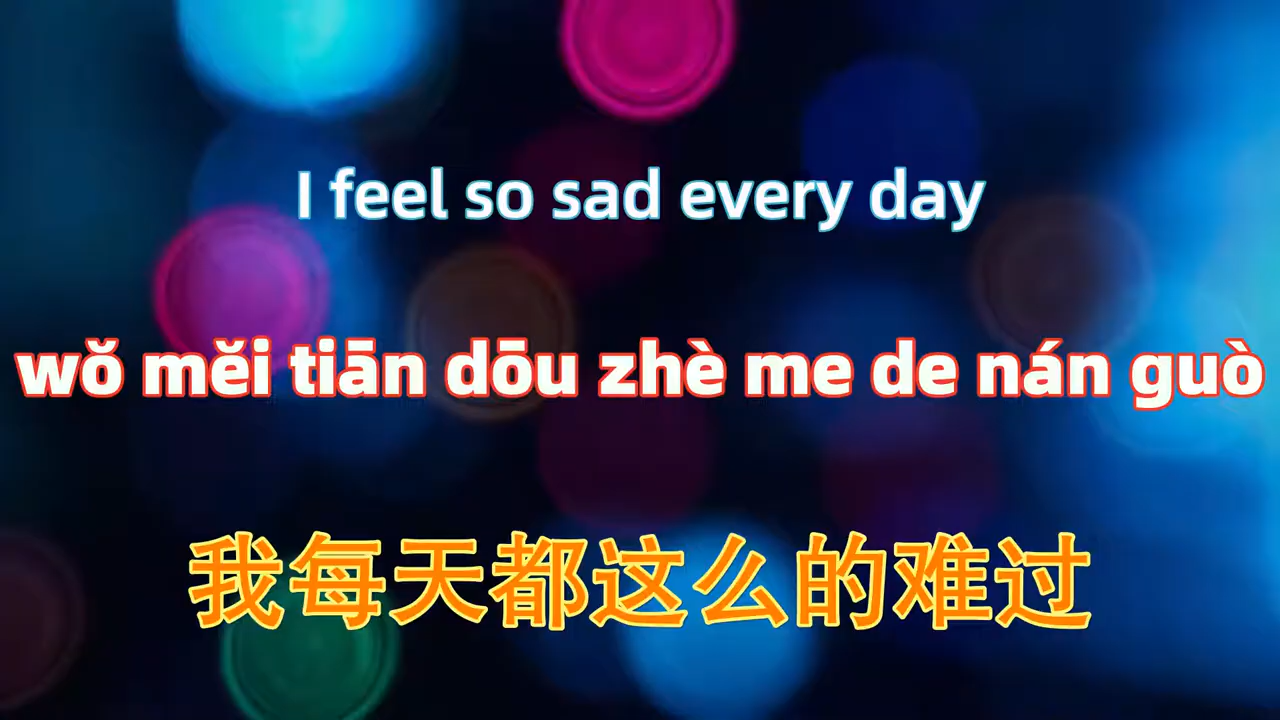 I feel so sad every day
wǒ měi tiān dōu zhè me de nán guò
我每天都这么的难过